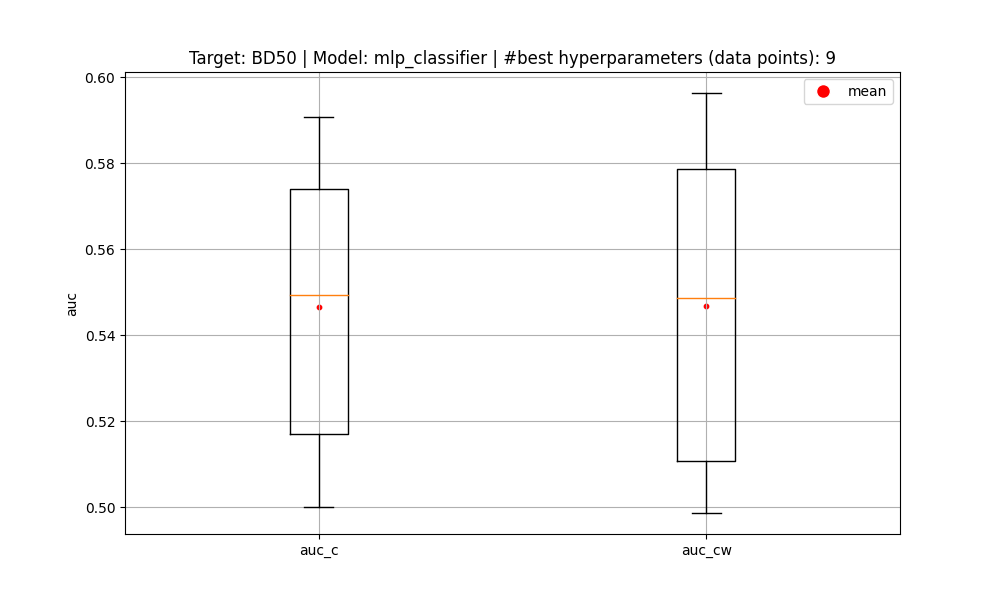 Target: BD50 | Model: mlp_classifier | #best hyperparameters (data points): 9
mean
0.60
0.58
0.56
0.54
0.52
0.50
auc
auc_c
auc_cw